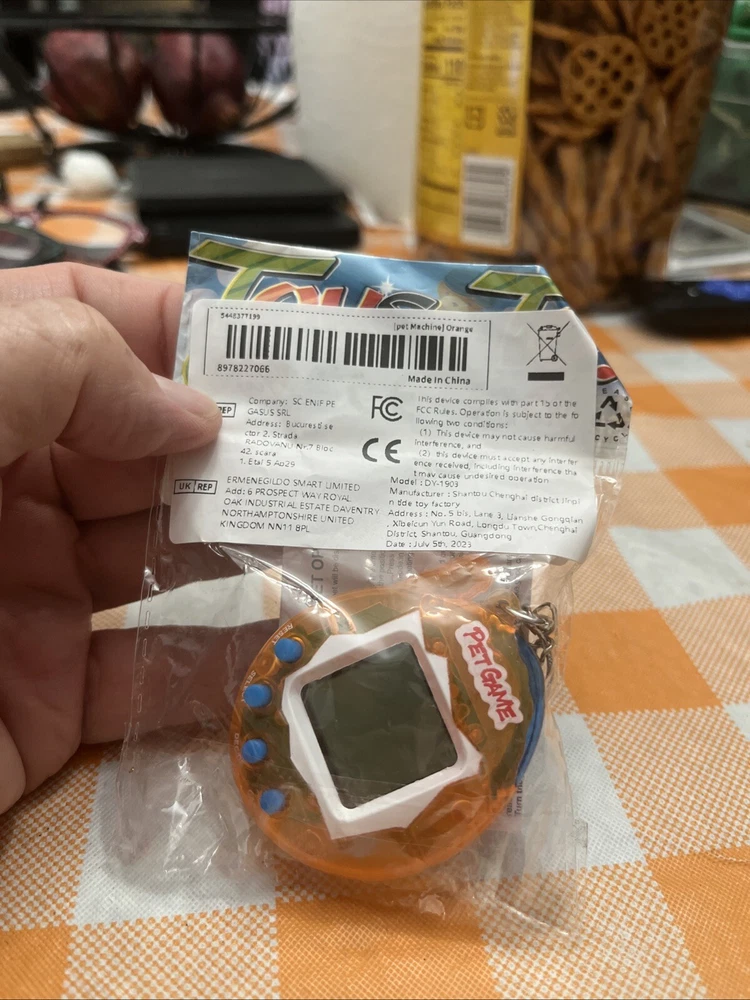 TOYS
5448377199
[pet Machine] Orange
8978227066
Made in China
REP
Company: SC ENIF PE
GASUS SRL
Address: Bucuresti se
ctor 2, Strada
RADOVANU Nr.7 Bloc
42, scara
1, Etaj 5 Ap29
FC
CE
This device complies with part 15 of the
FCC Rules. Operation is subject to the fo
llowing two conditions:
(1) This device may not cause harmful
interference, and
(2) this device must accept any interfer
ence received, including interference tha
t may cause undesired operation.
UK REP
ERMENEGILDO SMART LIMITED
Add: 6 PROSPECT WAY ROYAL
OAK INDUSTRIAL ESTATE DAVENTRY
NORTHAMPTONSHIRE UNITED
KINGDOM NN11 8PL
Model : DY-1903
Manufacturer : Shantou Chenghai district
n tide toy factory
Address : No. 5 bis, Lane 3, Lianshe Gongqian
, Xibeicun Yun Road, Longdu Town,Chenghai
District, Shantou, Guangdong
Date : July 5th, 2023
RESET
PET GAME